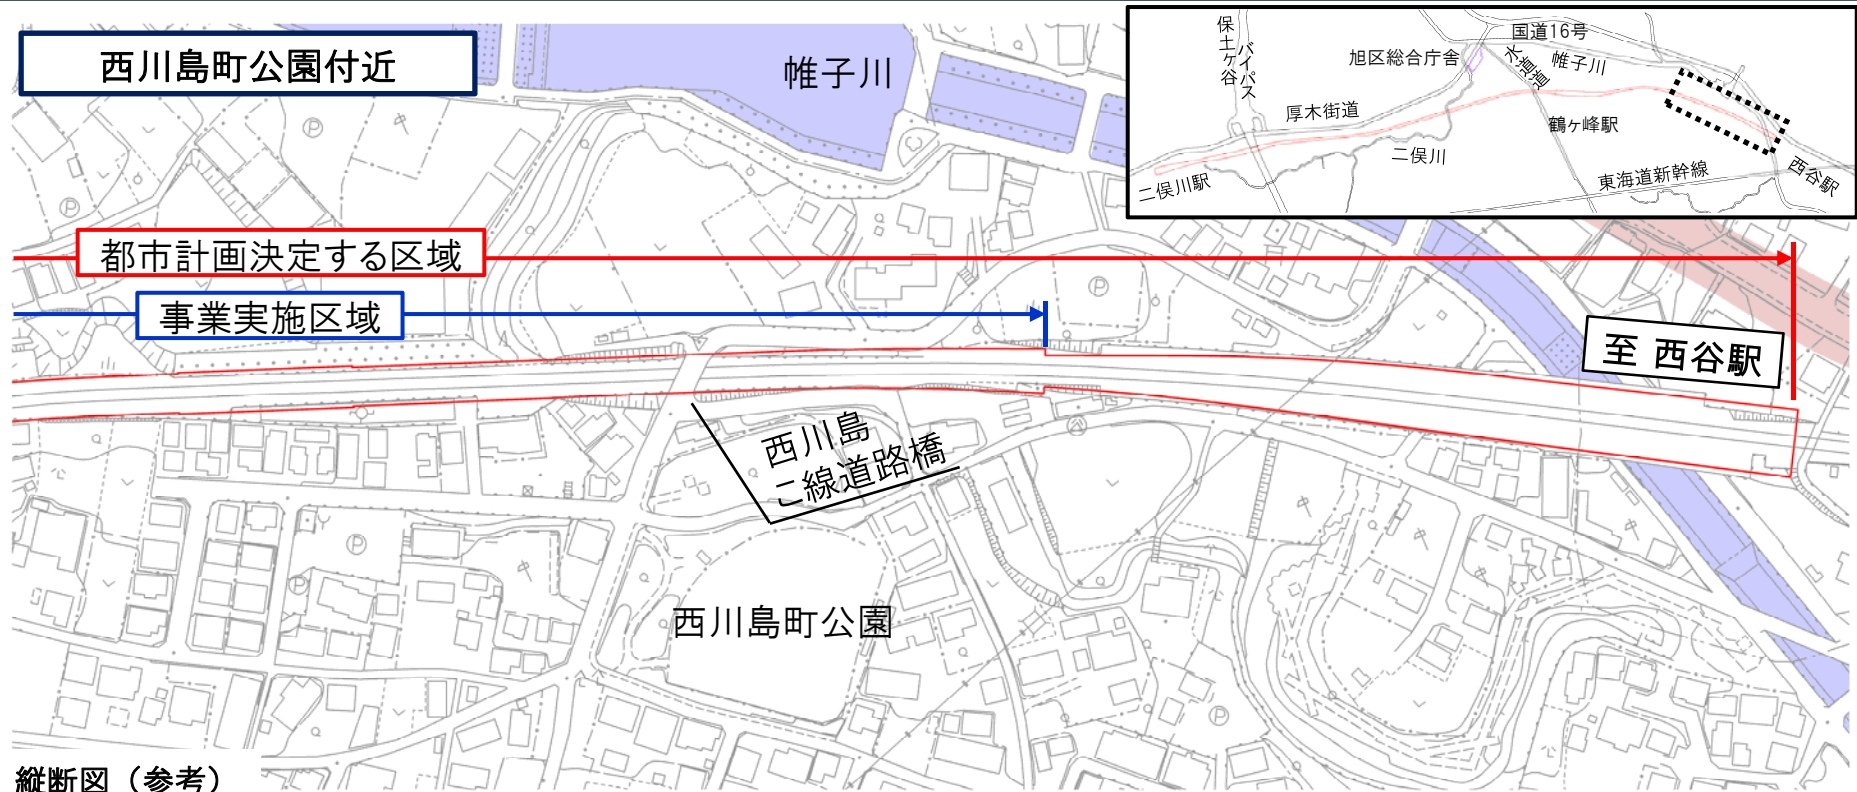 西川島町公園付近
帷子川
保土ヶ谷
バイパス
旭区総合庁舎
国道16号
水道道
帷子川
厚木街道
鶴ヶ峰駅
二俣川
二俣川駅
東海道新幹線
西谷駅
都市計画決定する区域
事業実施区域
至 西谷駅
西川島
こ線道路橋
西川島町公園
縦断図（参考）
P
P
P
P
P
P